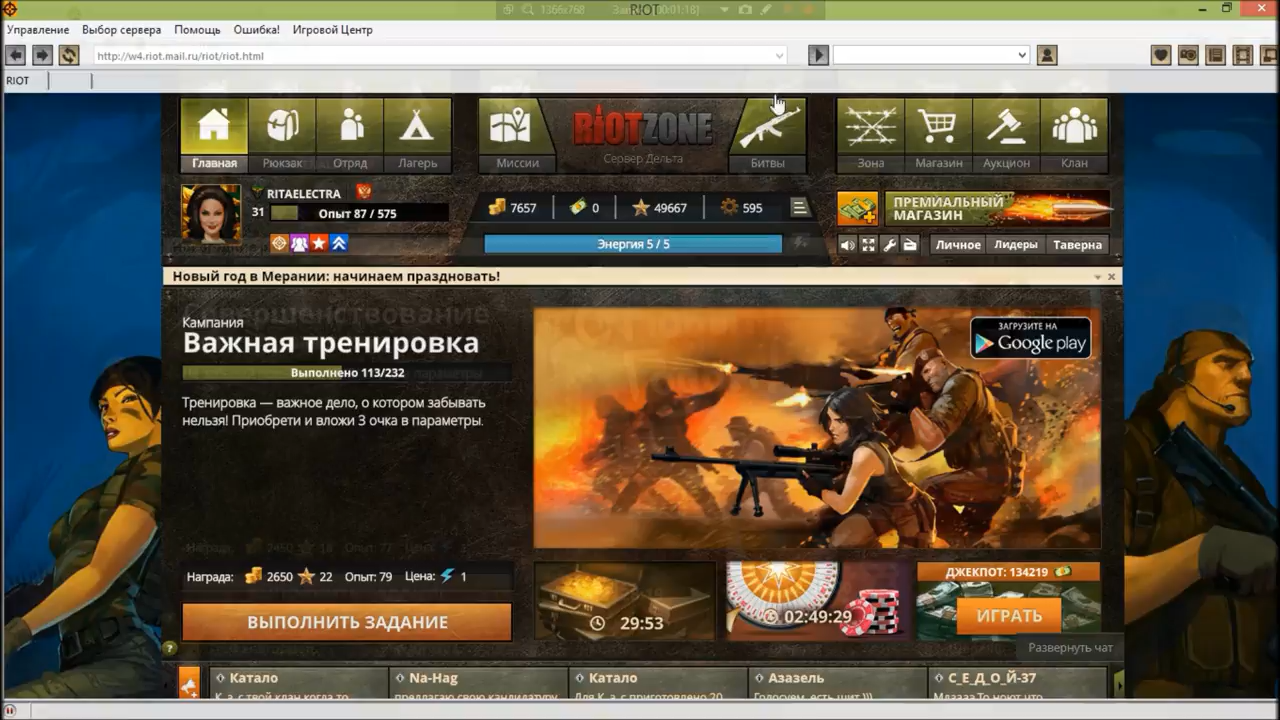 1366x768
RIOT
[0:01:18]
Управление Выбор сервера Помощь Ошибка! Игровой Центр
http://w4.riot.mail.ru/riot/riot.html
RIOT
Главная Рюкзак Отряд Лагерь Миссии
RIOTZONE
Сервер Дельта
Битвы Зона Магазин Аукцион Клан
RITAELECTRA
31 Опыт 87 / 575
7657 0 49667 595
Энергия 5 / 5
ПРЕМИАЛЬНЫЙ
МАГАЗИН
Личное Лидеры Таверна
Новый год в Мерании: начинаем праздновать!
Кампания
Важная тренировка
Выполнено 113/232
Тренировка — важное дело, о котором забывать
нельзя! Приобрети и вложи 3 очка в параметры.
ЗАГРУЗИТЕ НА
Google play
Награда: 2650 22 Опыт: 79 Цена: 1
ВЫПОЛНИТЬ ЗАДАНИЕ
29:53
02:49:29
ДЖЕКПОТ: 134219
ИГРАТЬ
Развернуть чат
Катало Na-Hag Катало Азазель С_Е_Д_О_Й-37